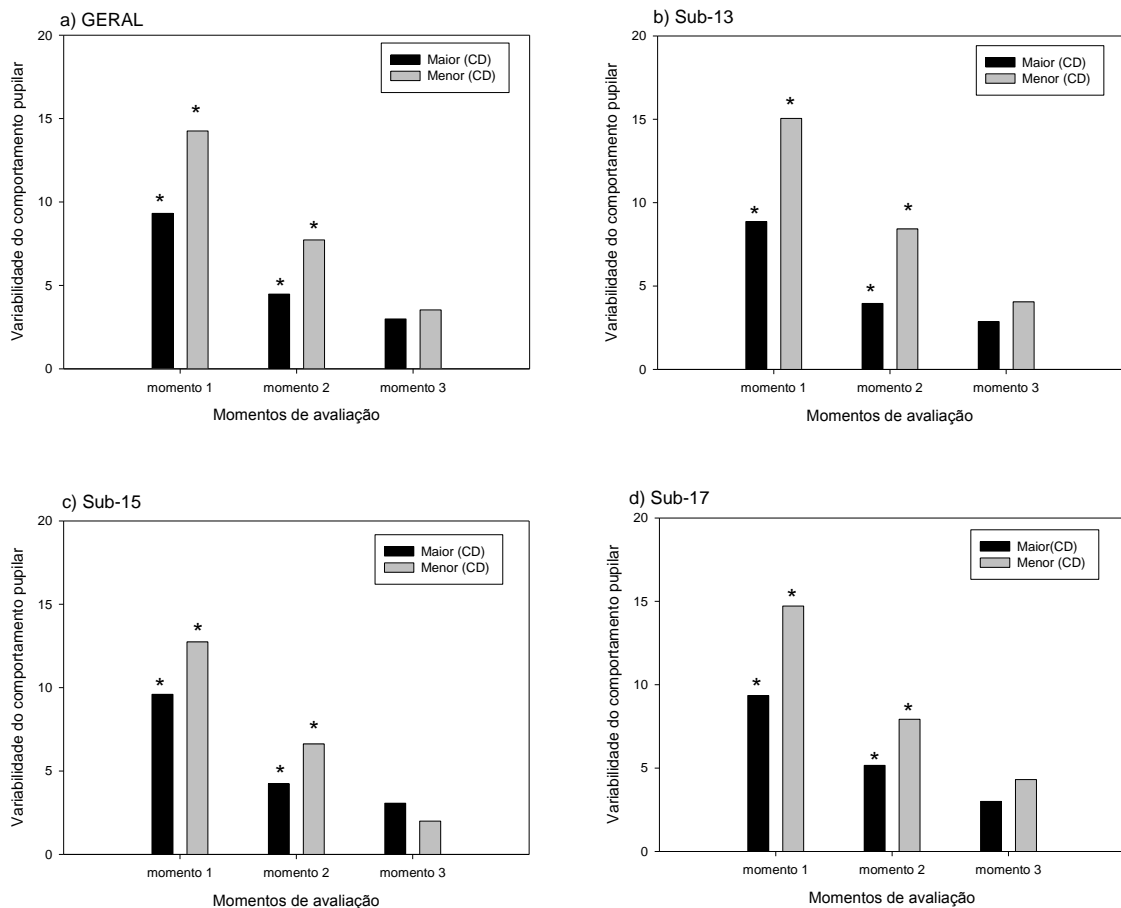 a) GERAL
20
15
10
5
0
Variabilidade do comportamento pupilar
Maior (CD)
Menor (CD)
*
*
*
*
momento 1
momento 2
momento 3
Momentos de avaliação
b) Sub-13
20
15
10
5
0
Variabilidade do comportamento pupilar
Maior (CD)
Menor (CD)
*
*
*
*
momento 1
momento 2
momento 3
Momentos de avaliação
c) Sub-15
20
15
10
5
0
Variabilidade do comportamento pupilar
Maior (CD)
Menor (CD)
*
*
*
*
momento 1
momento 2
momento 3
Momentos de avaliação
d) Sub-17
20
15
10
5
0
Variabilidade do comportamento pupilar
Maior(CD)
Menor (CD)
*
*
*
*
momento 1
momento 2
momento 3
Momentos de avaliação